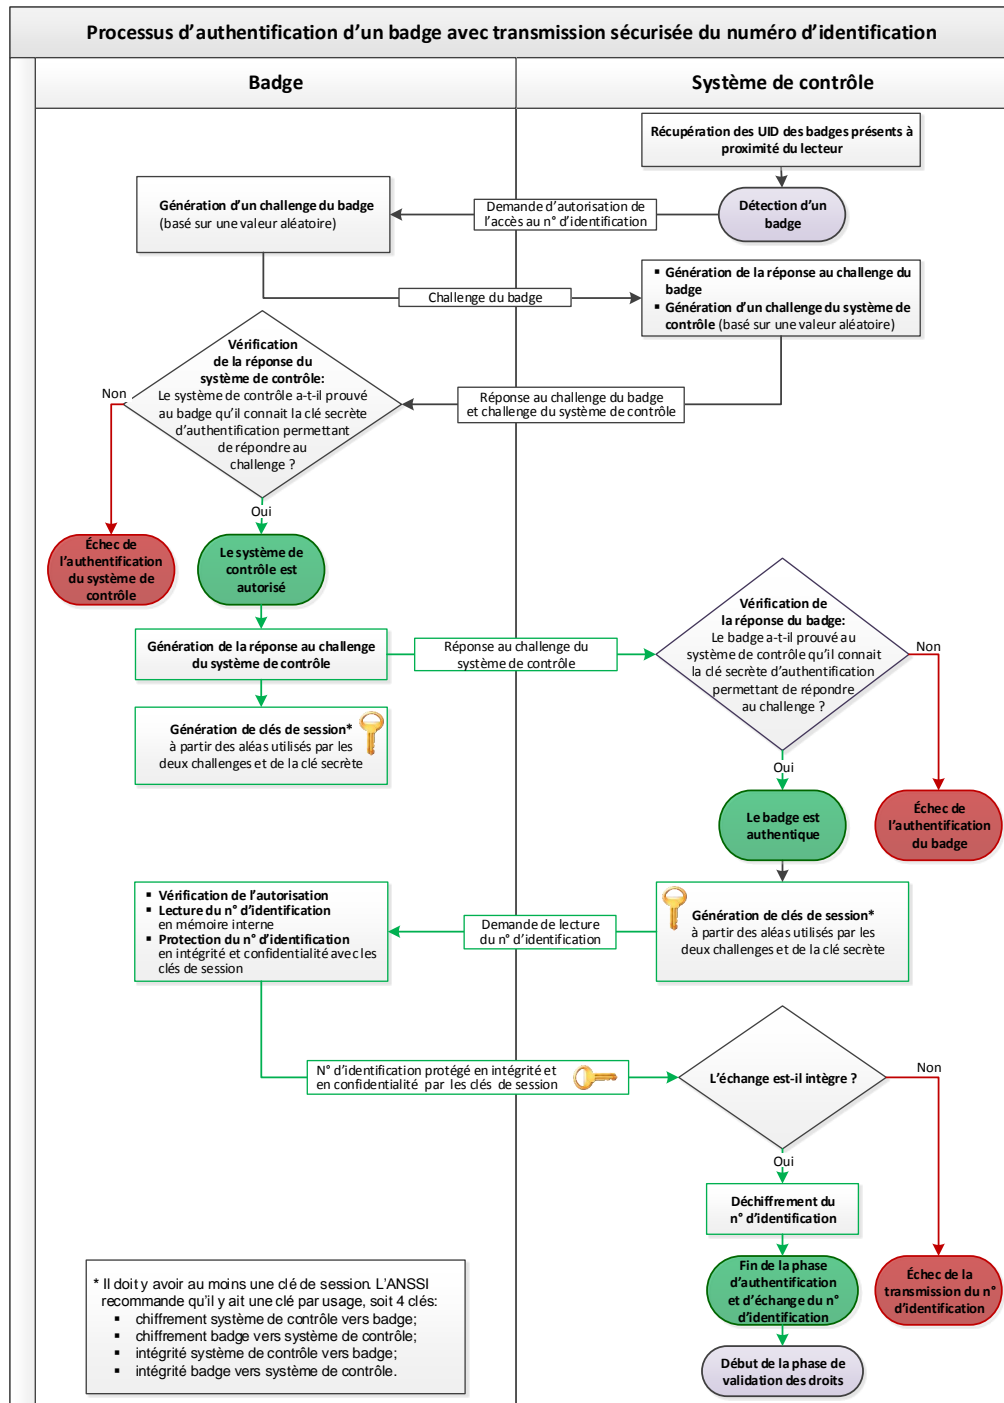 Processus d'authentification d'un badge avec transmission sécurisée du numéro d'identification
Badge
Système de contrôle
Récupération des UID des badges présents à
proximité du lecteur
Génération d'un challenge du badge
(basé sur une valeur aléatoire)
Demande d'autorisation de
l'accès au n° d'identification
Détection d'un
badge
Challenge du badge
▪ Génération de la réponse au challenge du
badge
▪ Génération d'un challenge du système de
contrôle (basé sur une valeur aléatoire)
Vérification
de la réponse du
système de contrôle:
Le système de contrôle a-t-il prouvé
au badge qu'il connait la clé secrète
d'authentification permettant
de répondre au
challenge ?
Non
Réponse au challenge du badge
et challenge du système de contrôle
Oui
Échec de
l'authentification
du système de
contrôle
Le système de
contrôle est
autorisé
Génération de la réponse au challenge
du système de contrôle
Réponse au challenge du
système de contrôle
Vérification de
la réponse du badge:
Le badge a-t-il prouvé au
système de contrôle qu'il connait
la clé secrète d'authentification
permettant de répondre
au challenge ?
Non
Génération de clés de session*
à partir des aléas utilisés par les
deux challenges et de la clé secrète
Oui
Le badge est
authentique
Échec de
l'authentification
du badge
▪ Vérification de l'autorisation
▪ Lecture du n° d'identification
en mémoire interne
▪ Protection du n° d'identification
en intégrité et confidentialité avec les
clés de session
Demande de lecture
du n° d'identification
Génération de clés de session*
à partir des aléas utilisés par les
deux challenges et de la clé secrète
N° d'identification protégé en intégrité et
en confidentialité par les clés de session
L'échange est-il intègre ?
Non
Oui
Déchiffrement du
n° d'identification
Fin de la phase
d'authentification
et d'échange du n°
d'identification
Échec de la
transmission du n°
d'identification
Début de la phase de
validation des droits
* Il doit y avoir au moins une clé de session. L'ANSSI
recommande qu'il y ait une clé par usage, soit 4 clés:
▪ chiffrement système de contrôle vers badge;
▪ chiffrement badge vers système de contrôle;
▪ intégrité système de contrôle vers badge;
▪ intégrité badge vers système de contrôle.